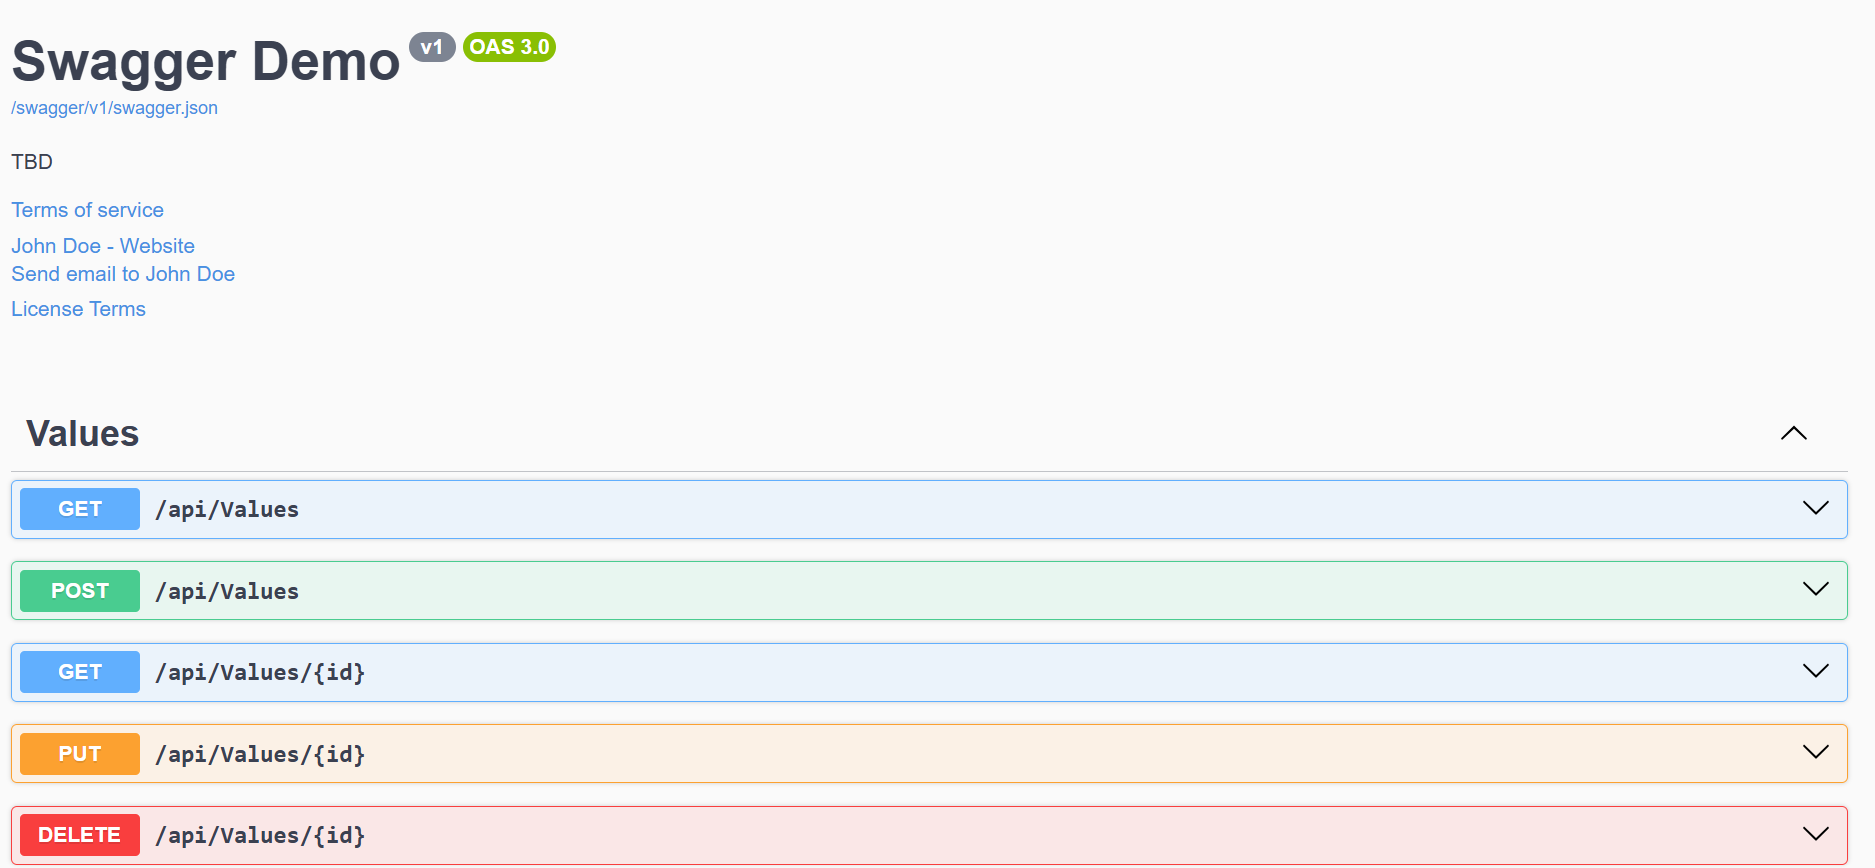 Swagger Demo v1 OAS 3.0
/swagger/v1/swagger.json
TBD
Terms of service
John Doe - Website
Send email to John Doe
License Terms
Values
GET /api/Values
POST /api/Values
GET /api/Values/{id}
PUT /api/Values/{id}
DELETE /api/Values/{id}